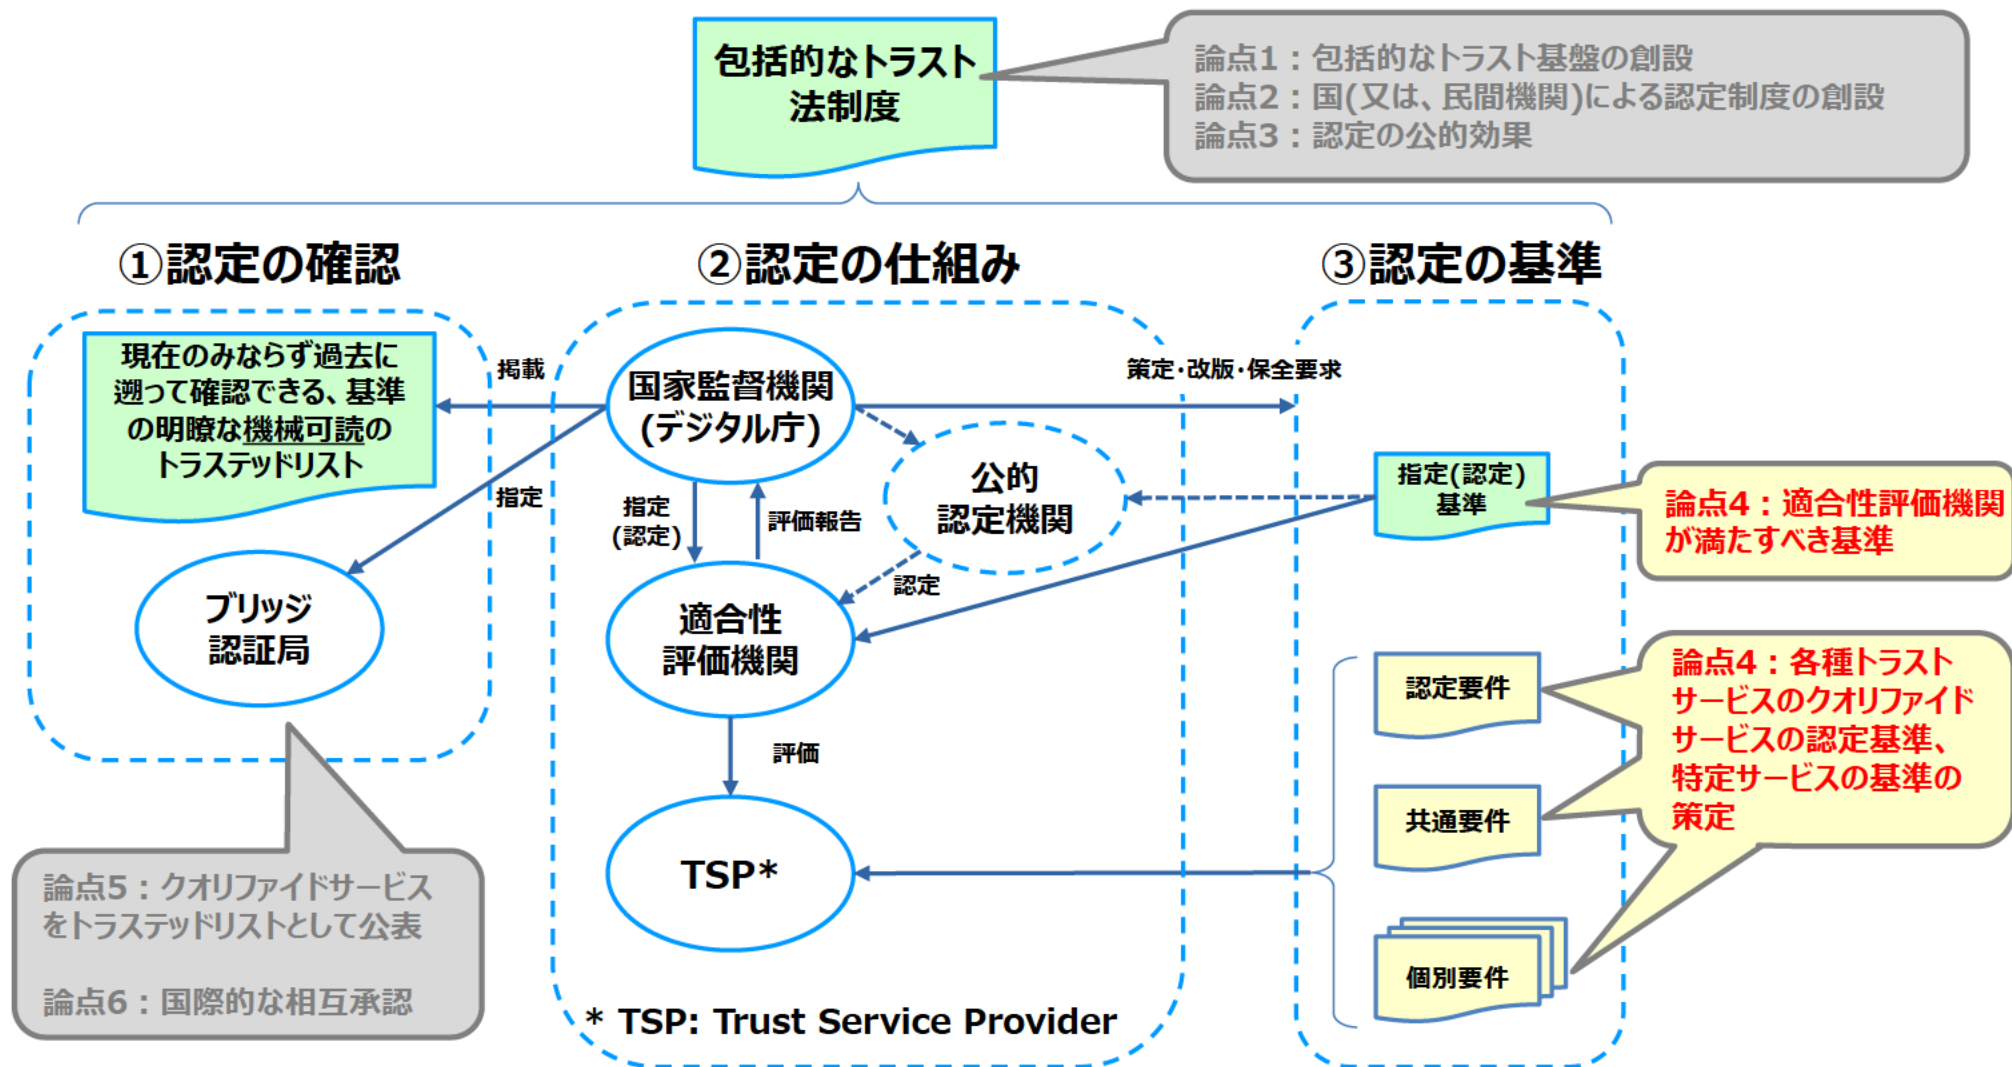 包括的なトラスト
法制度
論点1：包括的なトラスト基盤の創設
論点2：国(又は、民間機関)による認定制度の創設
論点3：認定の公的効果
①認定の確認
②認定の仕組み
③認定の基準
現在のみならず過去に
遡って確認できる、基準
の明瞭な機械可読の
トラステッドリスト
掲載
指定
ブリッジ
認証局
国家監督機関
(デジタル庁)
策定･改版･保全要求
指定
(認定)
評価報告
公的
認定機関
認定
適合性
評価機関
評価
TSP*
* TSP: Trust Service Provider
指定(認定)
基準
論点4：適合性評価機関
が満たすべき基準
認定要件
共通要件
個別要件
論点4：各種トラスト
サービスのクオリファイド
サービスの認定基準、
特定サービスの基準の
策定
論点5：クオリファイドサービス
をトラステッドリストとして公表
論点6：国際的な相互承認